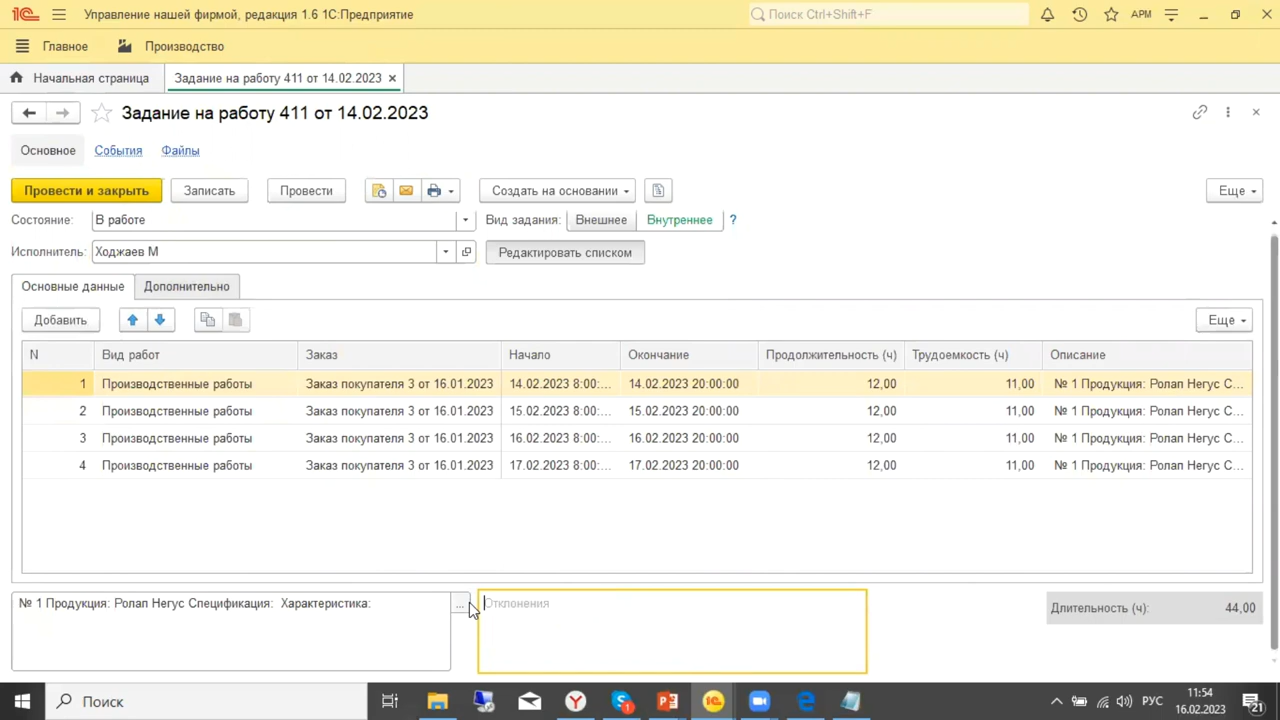 1С Управление нашей фирмой, редакция 1.6 1С:Предприятие Поиск Ctrl+Shift+F АРМ
Главное Производство
Начальная страница Задание на работу 411 от 14.02.2023
Задание на работу 411 от 14.02.2023
Основное События Файлы
Провести и закрыть Записать Провести Создать на основании Еще
Состояние: В работе Вид задания: Внешнее Внутреннее ?
Исполнитель: Ходжаев М Редактировать списком
Основные данные Дополнительно
Добавить Еще
N Вид работ Заказ Начало Окончание Продолжительность (ч) Трудоемкость (ч) Описание
1 Производственные работы Заказ покупателя 3 от 16.01.2023 14.02.2023 8:00:... 14.02.2023 20:00:00 12,00 11,00 № 1 Продукция: Ролап Негус С...
2 Производственные работы Заказ покупателя 3 от 16.01.2023 15.02.2023 8:00:... 15.02.2023 20:00:00 12,00 11,00 № 1 Продукция: Ролап Негус С...
3 Производственные работы Заказ покупателя 3 от 16.01.2023 16.02.2023 8:00:... 16.02.2023 20:00:00 12,00 11,00 № 1 Продукция: Ролап Негус С...
4 Производственные работы Заказ покупателя 3 от 16.01.2023 17.02.2023 8:00:... 17.02.2023 20:00:00 12,00 11,00 № 1 Продукция: Ролап Негус С...
№ 1 Продукция: Ролап Негус Спецификация: Характеристика: ... Отклонения Длительность (ч): 44,00
Поиск РУС 11:54
16.02.2023 21